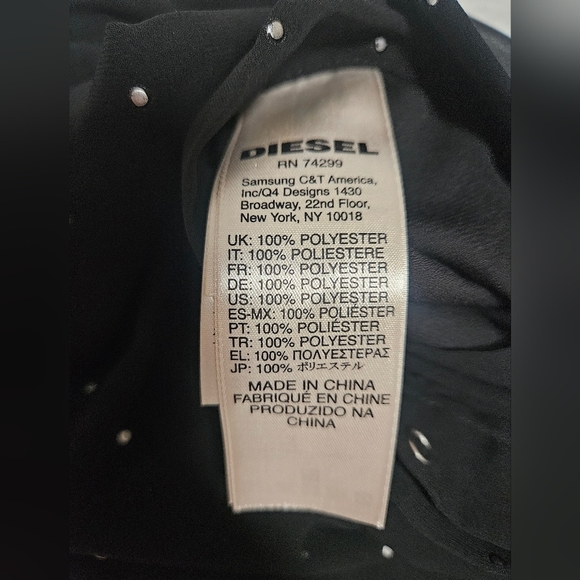 DIESEL
RN 74299
Samsung C&T America,
Inc/Q4 Designs 1430
Broadway, 22nd Floor,
New York, NY 10018
UK: 100% POLYESTER
IT: 100% POLIESTERE
FR: 100% POLYESTER
DE: 100% POLYESTER
US: 100% POLYESTER
ES-MX: 100% POLIÉSTER
PT: 100% POLIÉSTER
TR: 100% POLYESTER
EL: 100% ΠΟΛΥΕΣΤΕΡΑΣ
JP: 100% ポリエステル
MADE IN CHINA
FABRIQUÉ EN CHINE
PRODUZIDO NA
CHINA